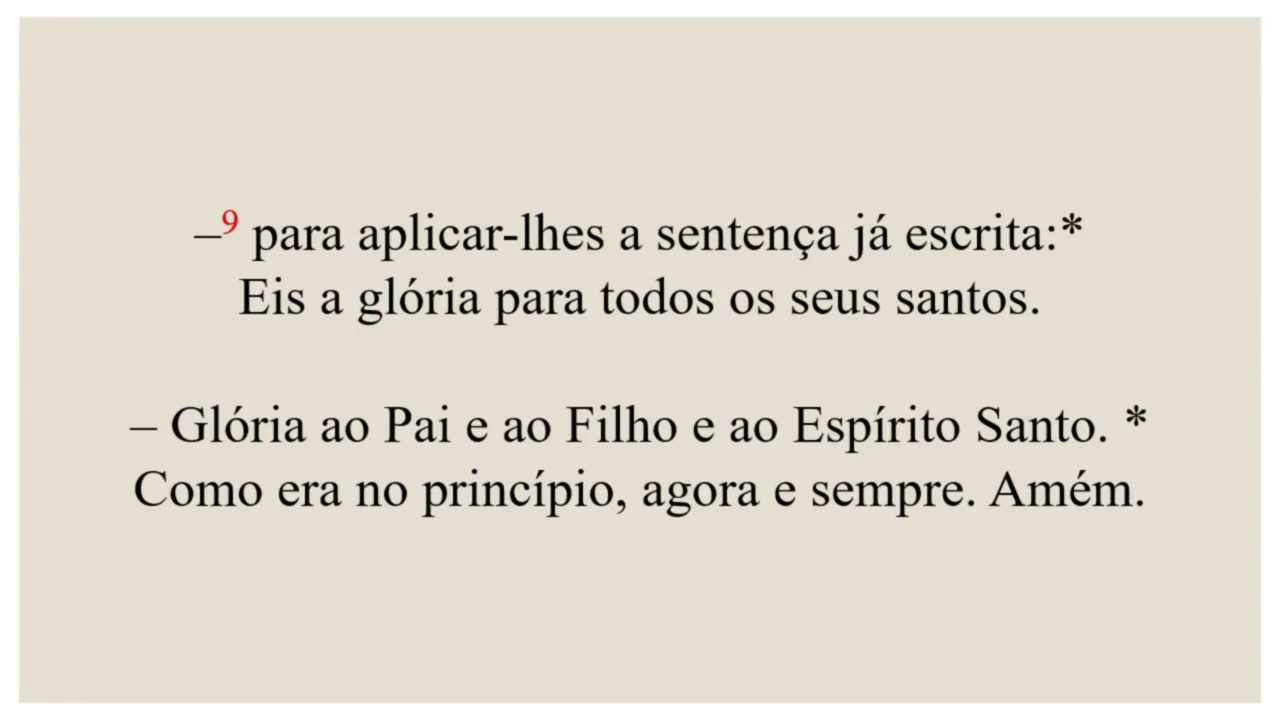 –9 para aplicar-lhes a sentença já escrita:*
Eis a glória para todos os seus santos.
– Glória ao Pai e ao Filho e ao Espírito Santo. *
Como era no princípio, agora e sempre. Amém.